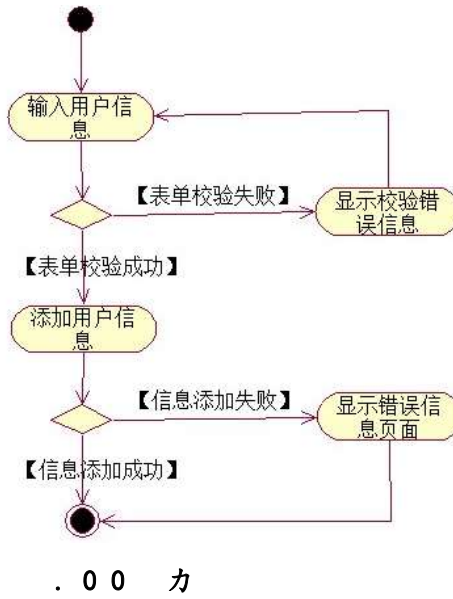 输入用户信
息
【表单校验失败】
显示校验错
误信息
【表单校验成功】
添加用户信
息
【信息添加失败】
显示错误信
息页面
【信息添加成功】
.00 カ